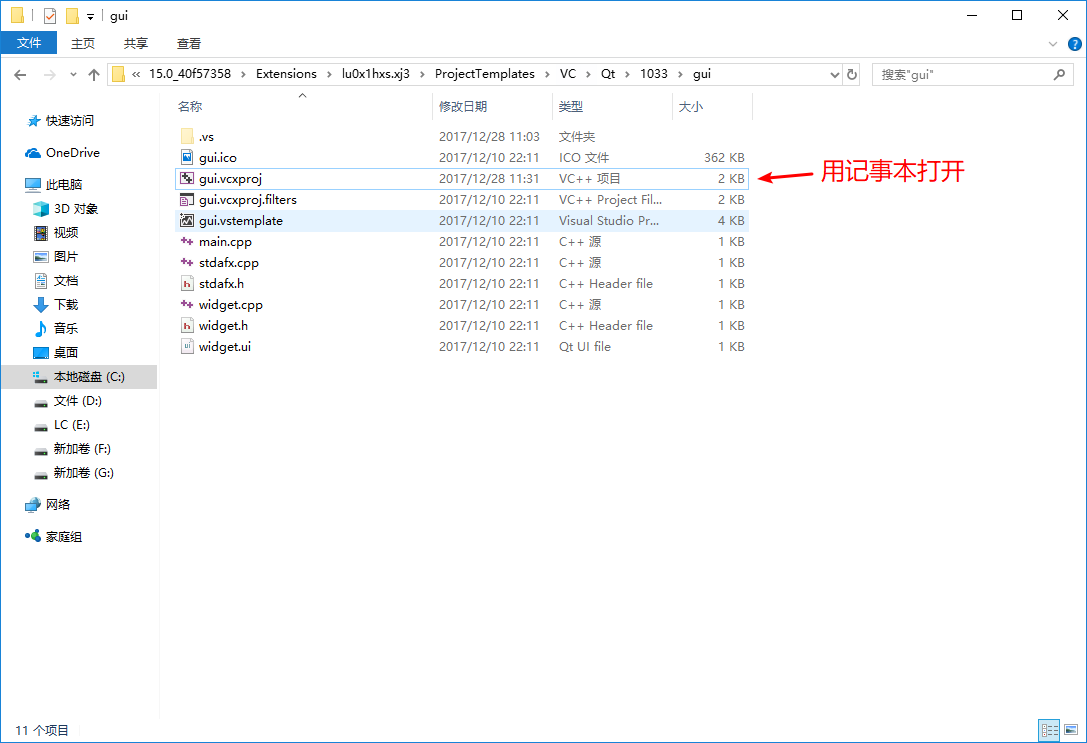 gui
文件 主页 共享 查看
« 15.0_40f57358 › Extensions › lu0x1hxs.xj3 › ProjectTemplates › VC › Qt › 1033 › gui 搜索"gui"
名称 修改日期 类型 大小
快速访问
OneDrive
此电脑
3D 对象
视频
图片
文档
下载
音乐
桌面
本地磁盘 (C:)
文件 (D:)
LC (E:)
新加卷 (F:)
新加卷 (G:)
网络
家庭组
.vs 2017/12/28 11:03 文件夹
gui.ico 2017/12/10 22:11 ICO 文件 362 KB
gui.vcxproj 2017/12/28 11:31 VC++ 项目 2 KB
用记事本打开
gui.vcxproj.filters 2017/12/10 22:11 VC++ Project Fil... 2 KB
gui.vstemplate 2017/12/10 22:11 Visual Studio Pr... 4 KB
main.cpp 2017/12/10 22:11 C++ 源 1 KB
stdafx.cpp 2017/12/10 22:11 C++ 源 1 KB
stdafx.h 2017/12/10 22:11 C++ Header file 1 KB
widget.cpp 2017/12/10 22:11 C++ 源 1 KB
widget.h 2017/12/10 22:11 C++ Header file 1 KB
widget.ui 2017/12/10 22:11 Qt UI file 1 KB
11 个项目